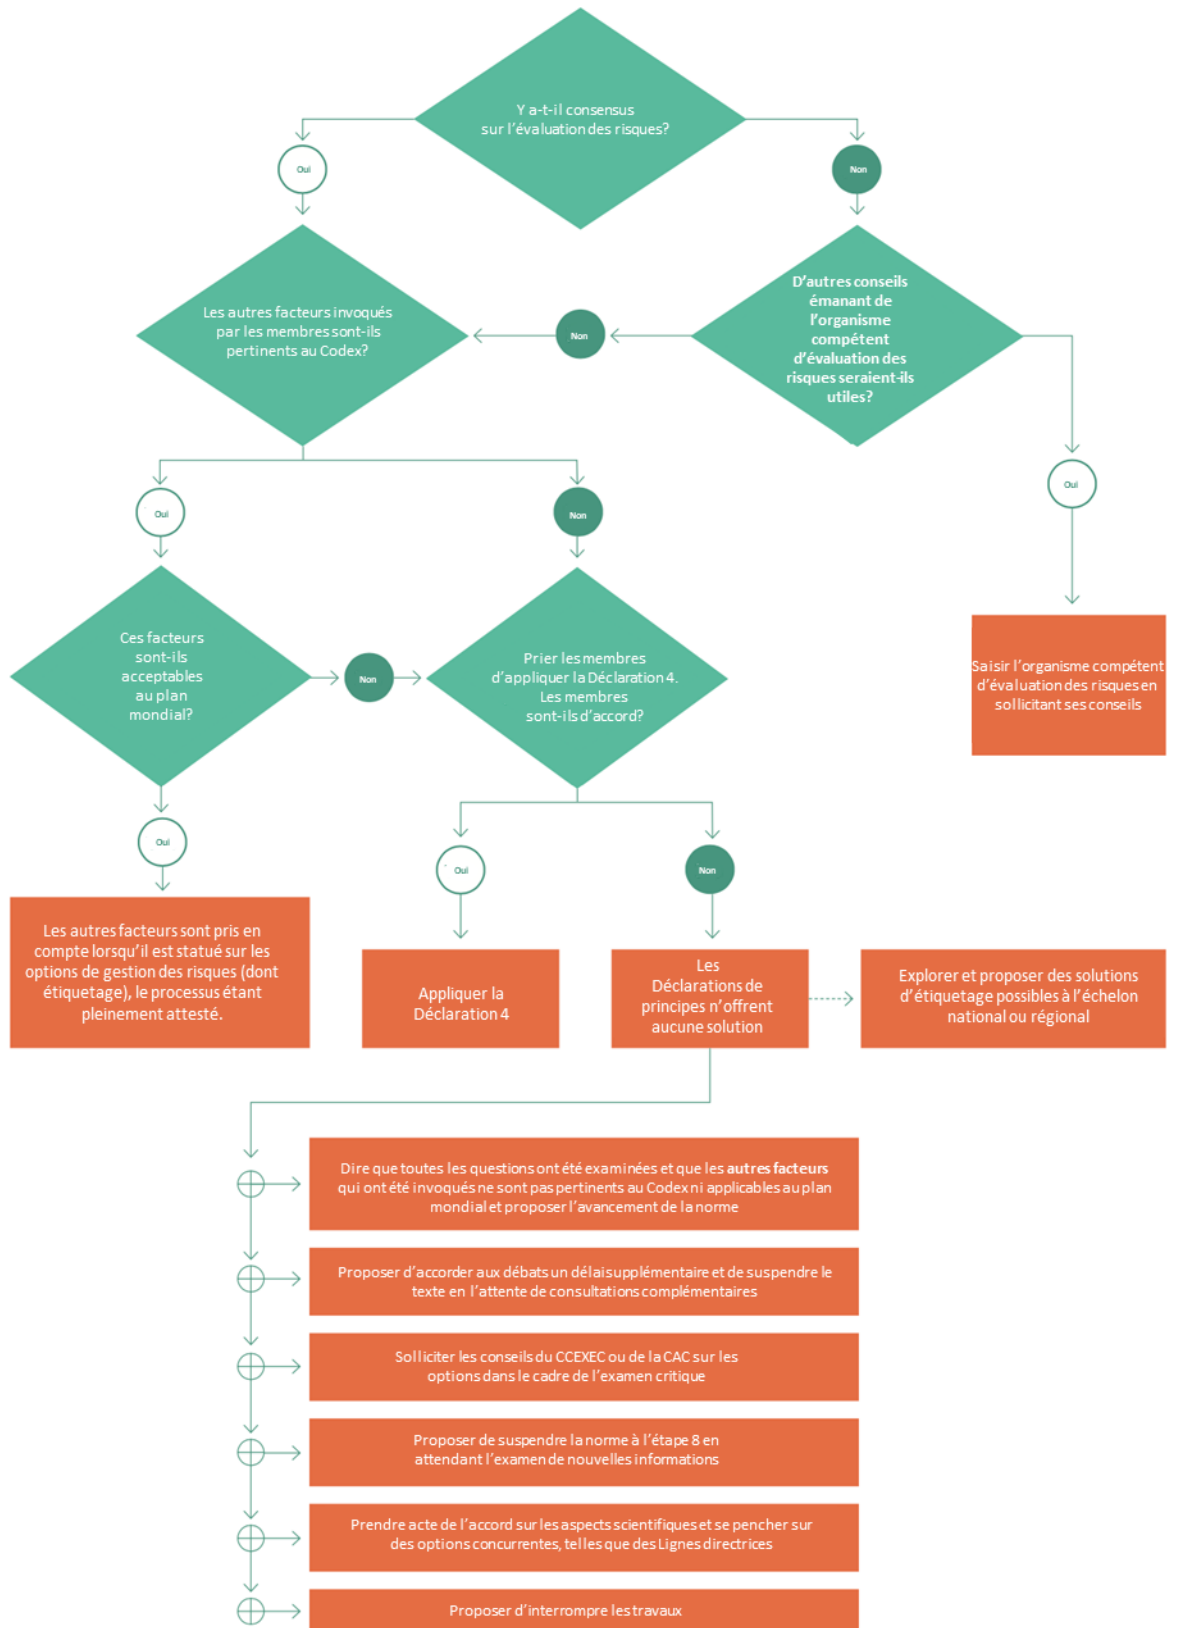 Y a-t-il consensus
sur l'évaluation des risques?
Oui
Non
Les autres facteurs invoqués
par les membres sont-ils
pertinents au Codex?
Non
D'autres conseils
émanant de
l'organisme
compétent
d'évaluation des
risques seraient-ils
utiles?
Oui
Oui
Non
Ces facteurs
sont-ils
acceptables
au plan
mondial?
Non
Prier les membres
d'appliquer la Déclaration 4.
Les membres
sont-ils d'accord?
Saisir l'organisme compétent
d'évaluation des risques en
sollicitant ses conseils
Oui
Oui
Non
Les autres facteurs sont pris en
compte lorsqu'il est statué sur les
options de gestion des risques (dont
étiquetage), le processus étant
pleinement attesté.
Appliquer la
Déclaration 4
Les
Déclarations de
principes n'offrent
aucune solution
Explorer et proposer des solutions
d'étiquetage possibles à l'échelon
national ou régional
Dire que toutes les questions ont été examinées et que les autres facteurs
qui ont été invoqués ne sont pas pertinents au Codex ni applicables au plan
mondial et proposer l'avancement de la norme
Proposer d'accorder aux débats un délai supplémentaire et de suspendre le
texte en l'attente de consultations complémentaires
Solliciter les conseils du CCEXEC ou de la CAC sur les
options dans le cadre de l'examen critique
Proposer de suspendre la norme à l'étape 8 en
attendant l'examen de nouvelles informations
Prendre acte de l'accord sur les aspects scientifiques et se pencher sur
des options concurrentes, telles que des Lignes directrices
Proposer d'interrompre les travaux